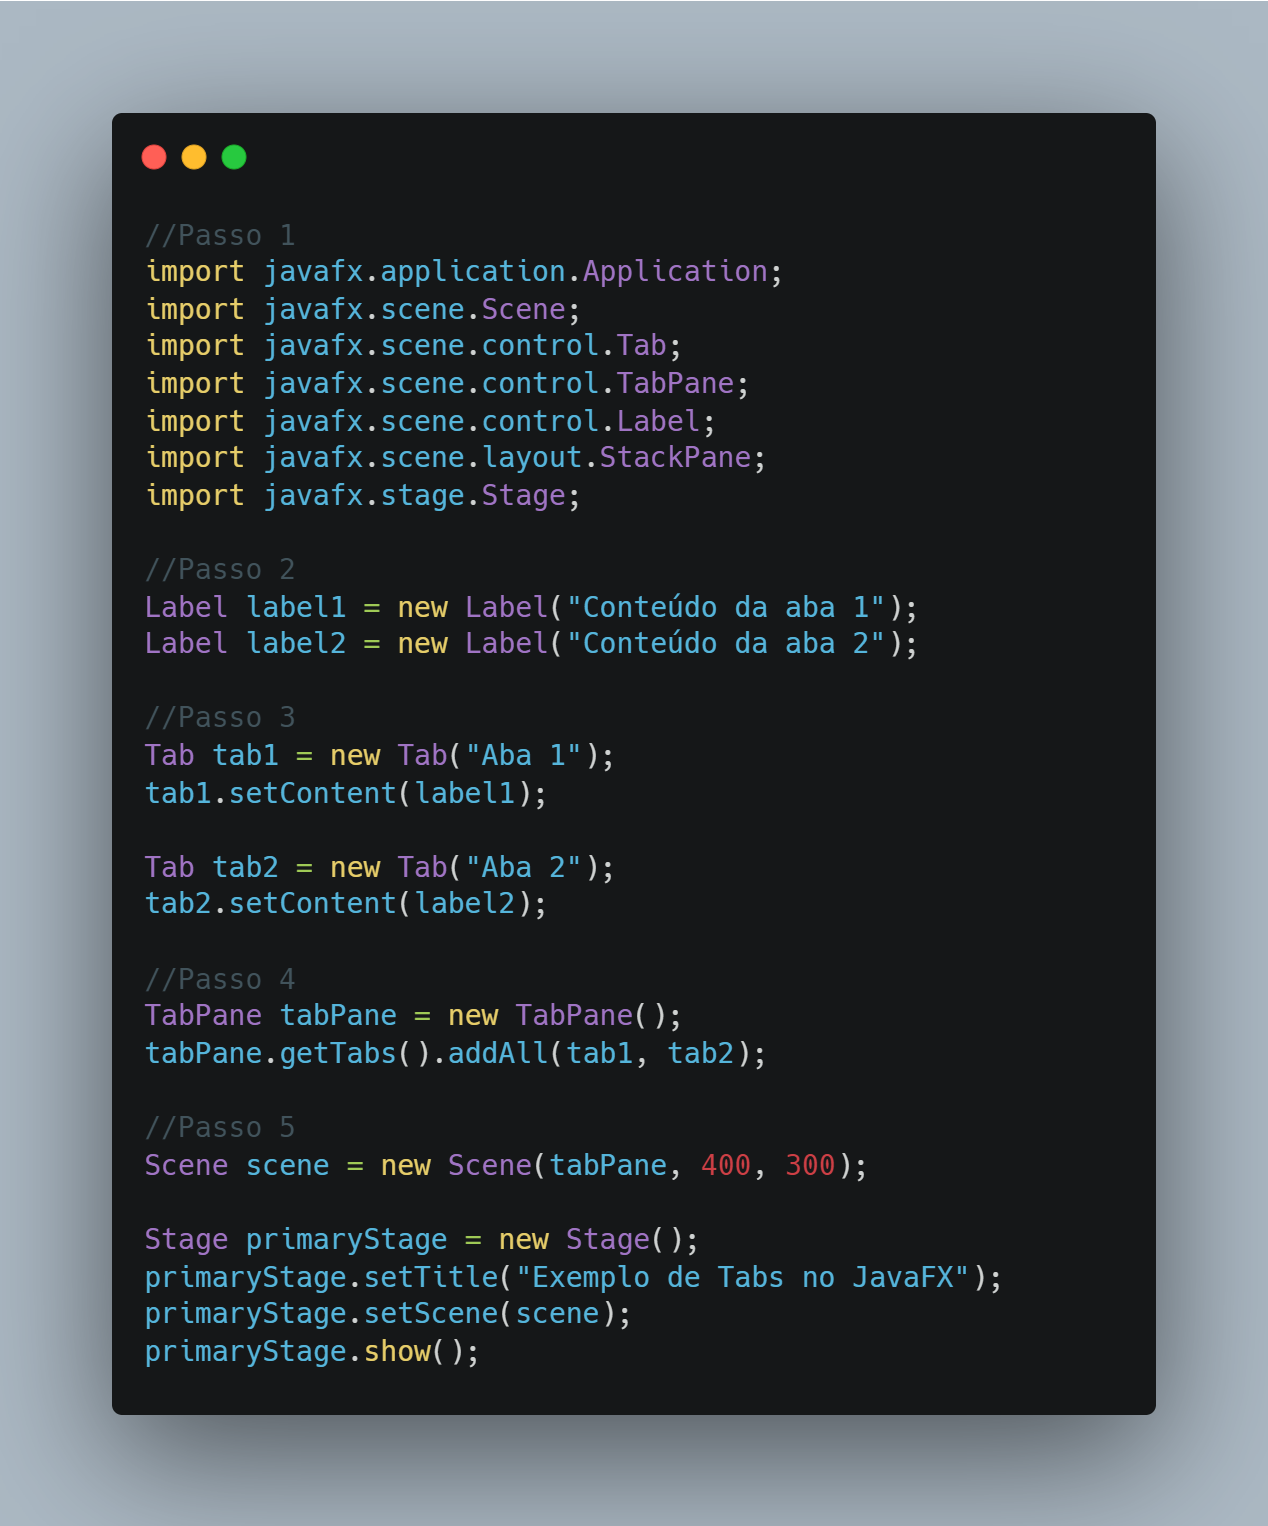 //Passo 1
import javafx.application.Application;
import javafx.scene.Scene;
import javafx.scene.control.Tab;
import javafx.scene.control.TabPane;
import javafx.scene.control.Label;
import javafx.scene.layout.StackPane;
import javafx.stage.Stage;

//Passo 2
Label label1 = new Label("Conteúdo da aba 1");
Label label2 = new Label("Conteúdo da aba 2");

//Passo 3
Tab tab1 = new Tab("Aba 1");
tab1.setContent(label1);

Tab tab2 = new Tab("Aba 2");
tab2.setContent(label2);

//Passo 4
TabPane tabPane = new TabPane();
tabPane.getTabs().addAll(tab1, tab2);

//Passo 5
Scene scene = new Scene(tabPane, 400, 300);

Stage primaryStage = new Stage();
primaryStage.setTitle("Exemplo de Tabs no JavaFX");
primaryStage.setScene(scene);
primaryStage.show();